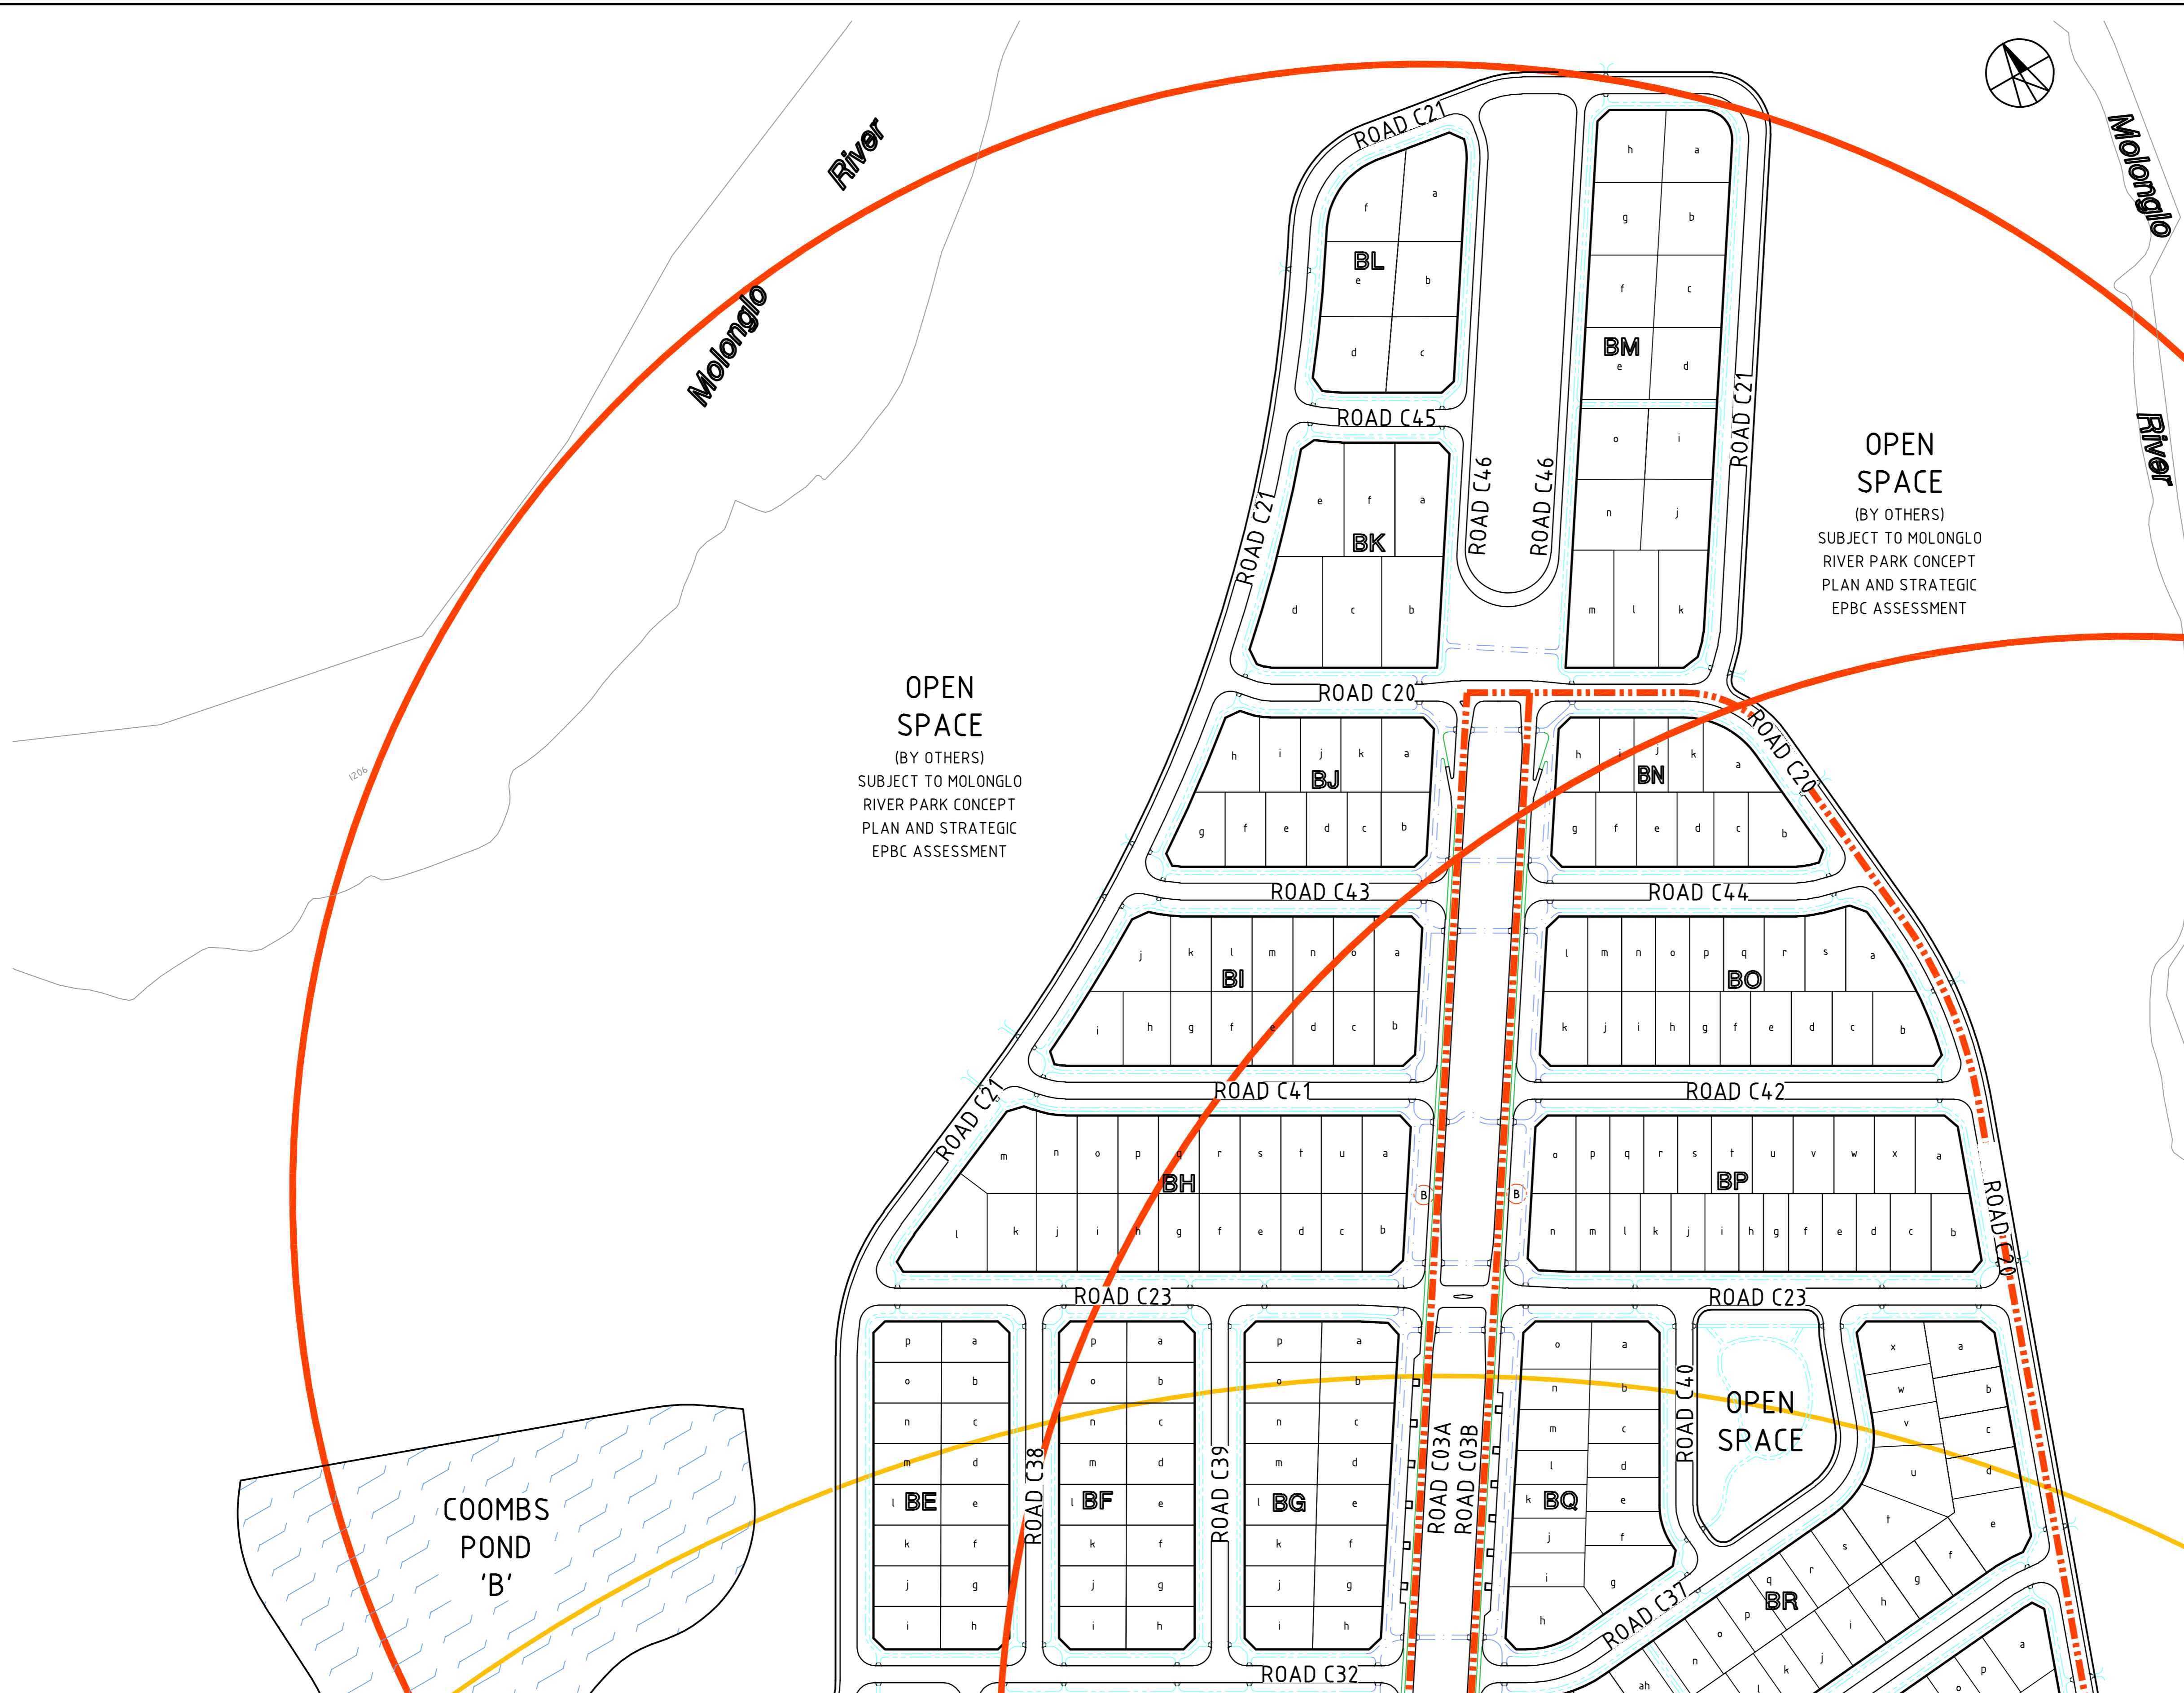 River
Molonglo
Molonglo
River
ROAD C21
f
a
BL
e
b
d
c
h
a
g
b
f
c
BM
e
d
o
i
n
j
m
l
k
ROAD C21
ROAD C45
ROAD C46
ROAD C46
ROAD C21
e
f
a
BK
d
c
b
OPEN
SPACE
(BY OTHERS)
SUBJECT TO MOLONGLO
RIVER PARK CONCEPT
PLAN AND STRATEGIC
EPBC ASSESSMENT
OPEN
SPACE
(BY OTHERS)
SUBJECT TO MOLONGLO
RIVER PARK CONCEPT
PLAN AND STRATEGIC
EPBC ASSESSMENT
1206
ROAD C20
ROAD C20
h i j k a
BJ
g f e d c b
h i j k a
BN
g f e d c b
ROAD C43
ROAD C44
j k l m n o a
BI
i h g f e d c b
l m n o p q r s a
BO
k j i h g f e d c b
ROAD C41
ROAD C42
ROAD C21
m n o p q r s t u a
BH
l k j i h g f e d c b
B
B
o p q r s t u v w x a
BP
n m l k j i h g f e d c b
ROAD C20
ROAD C23
ROAD C23
p a
o b
n c
m d
l BE e
k f
j g
i h
ROAD C38
p a
o b
n c
m d
l BF e
k f
j g
i h
ROAD C39
p a
o b
n c
m d
l BG e
k f
j g
i h
ROAD C03A
ROAD C03B
o a
n b
m c
l d
k BQ e
j f
i g
h
ROAD C40
OPEN
SPACE
x a
w b
v c
u d
t e
s f
r g
q h
BR
p i
o j
n k
l
ah
ROAD C37
a
p
o
ROAD C32
COOMBS
POND
'B'